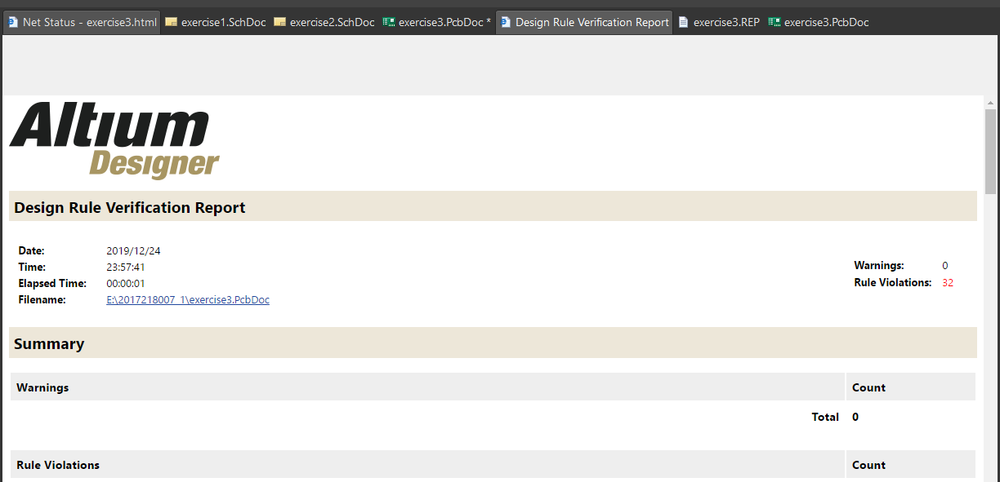 Net Status - exercise3.html exercise1.SchDoc exercise2.SchDoc exercise3.PcbDoc * Design Rule Verification Report exercise3.REP exercise3.PcbDoc
Altium
Designer
Design Rule Verification Report
Date: 2019/12/24
Time: 23:57:41
Elapsed Time: 00:00:01
Filename: E:\2017218007_1\exercise3.PcbDoc
Warnings: 0
Rule Violations: 32
Summary
Warnings Count
Total 0
Rule Violations Count